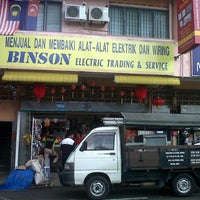 MENJUAL DAN MEMBAIKI ALAT-ALAT ELEKTRIK DAN WIRING
BINSON ELECTRIC TRADING & SERVICE